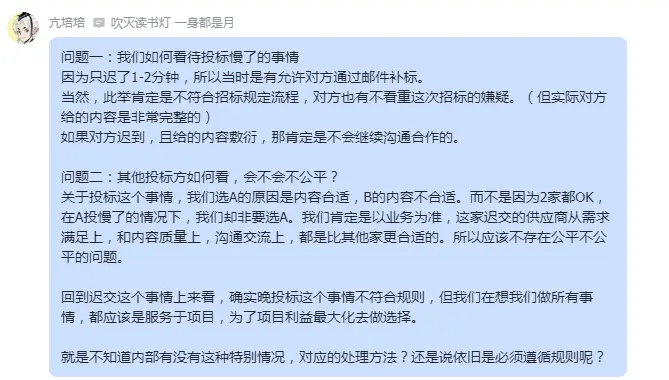 亢培培 吹灭读书灯 一身都是月
问题一：我们如何看待投标慢了的事情
因为只迟了1-2分钟，所以当时是有允许对方通过邮件补标。
当然，此举肯定是不符合招标规定流程，对方也有不看重这次招标的嫌疑。（但实际对方
给的内容是非常完整的）
如果对方迟到，且给的内容敷衍，那肯定是不会继续沟通合作的。
问题二：其他投标方如何看，会不会不公平？
关于投标这个事情，我们选A的原因是内容合适，B的内容不合适。而不是因为2家都OK，
在A投慢了的情况下，我们却非要选A。我们肯定是以业务为准，这家迟交的供应商从需求
满足上，和内容质量上，沟通交流上，都是比其他家更合适的。所以应该不存在公平不公
平的问题。
回到迟交这个事情上来看，确实晚投标这个事情不符合规则，但我们在想我们做所有事
情，都应该是服务于项目，为了项目利益最大化去做选择。
就是不知道内部有没有这种特别情况，对应的处理方法？还是说依旧是必须遵循规则呢？